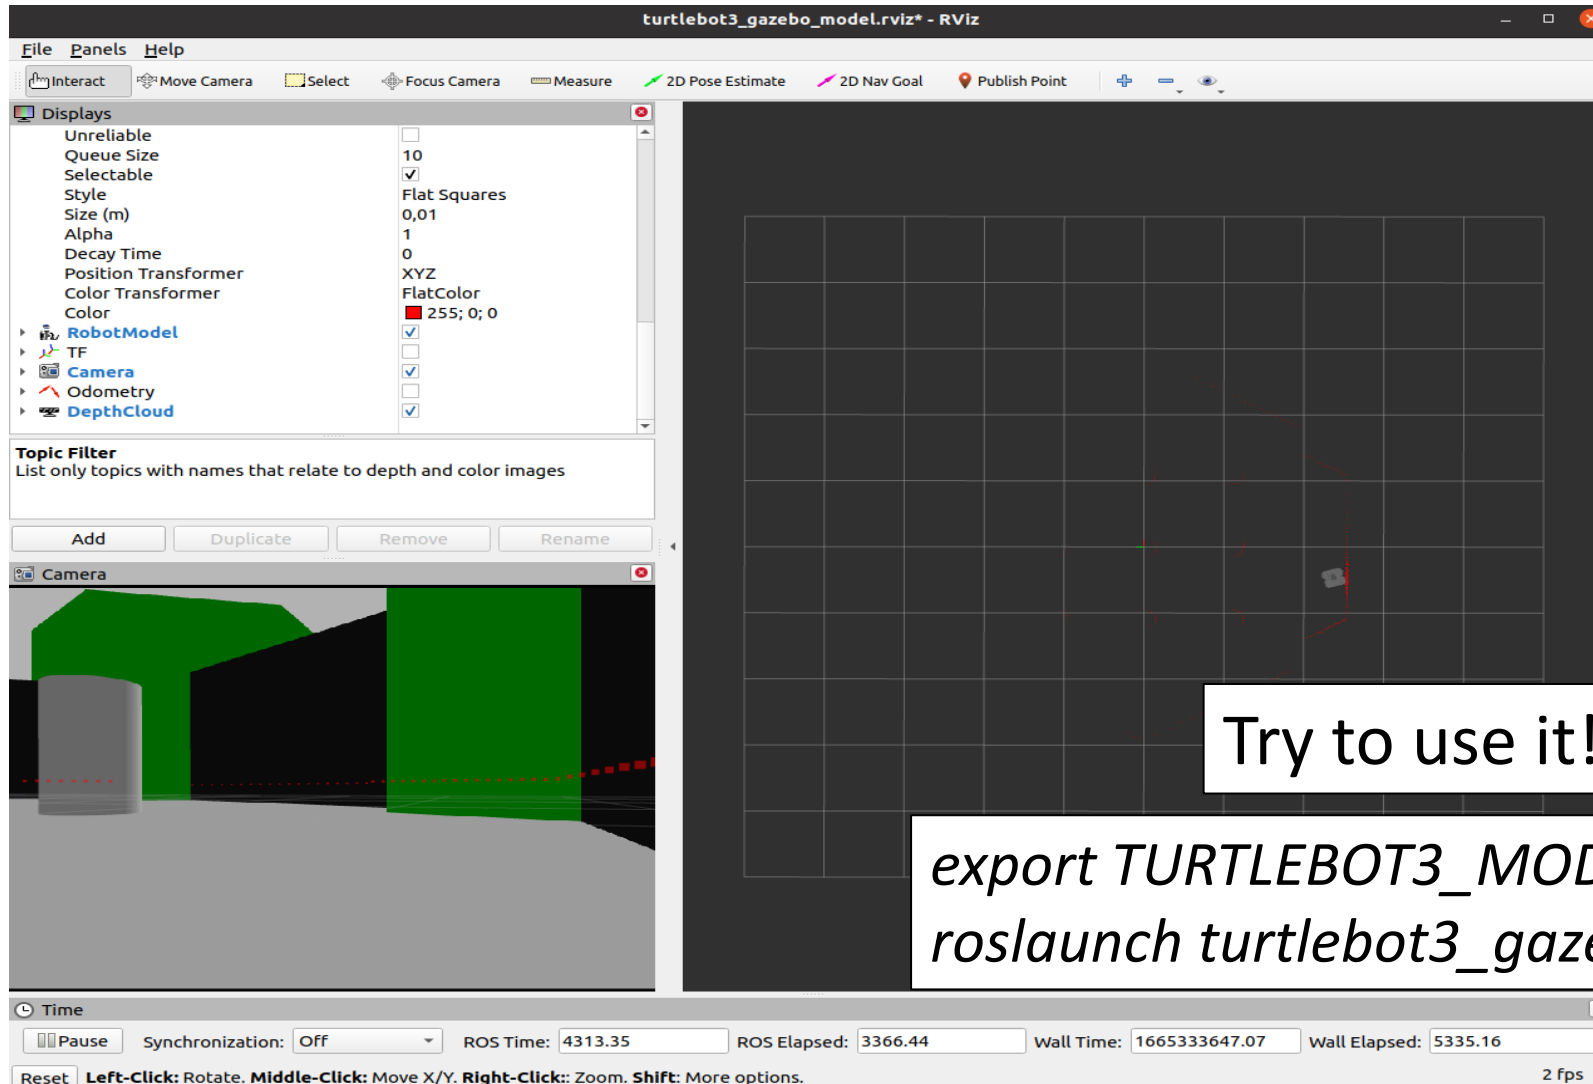 turtlebot3_gazebo_model.rviz* - RViz
File Panels Help
Interact Move Camera Select Focus Camera Measure 2D Pose Estimate 2D Nav Goal Publish Point
Displays
Unreliable
Queue Size 10
Selectable
Style Flat Squares
Size (m) 0,01
Alpha 1
Decay Time 0
Position Transformer XYZ
Color Transformer FlatColor
Color 255; 0; 0
RobotModel
TF
Camera
Odometry
DepthCloud
Topic Filter
List only topics with names that relate to depth and color images
Add Duplicate Remove Rename
Camera
Try to use it!
export TURTLEBOT3_MOD
roslaunch turtlebot3_gaze
Time
Pause Synchronization: Off ROS Time: 4313.35 ROS Elapsed: 3366.44 Wall Time: 1665333647.07 Wall Elapsed: 5335.16
Reset Left-Click: Rotate. Middle-Click: Move X/Y. Right-Click:: Zoom. Shift: More options. 2 fps